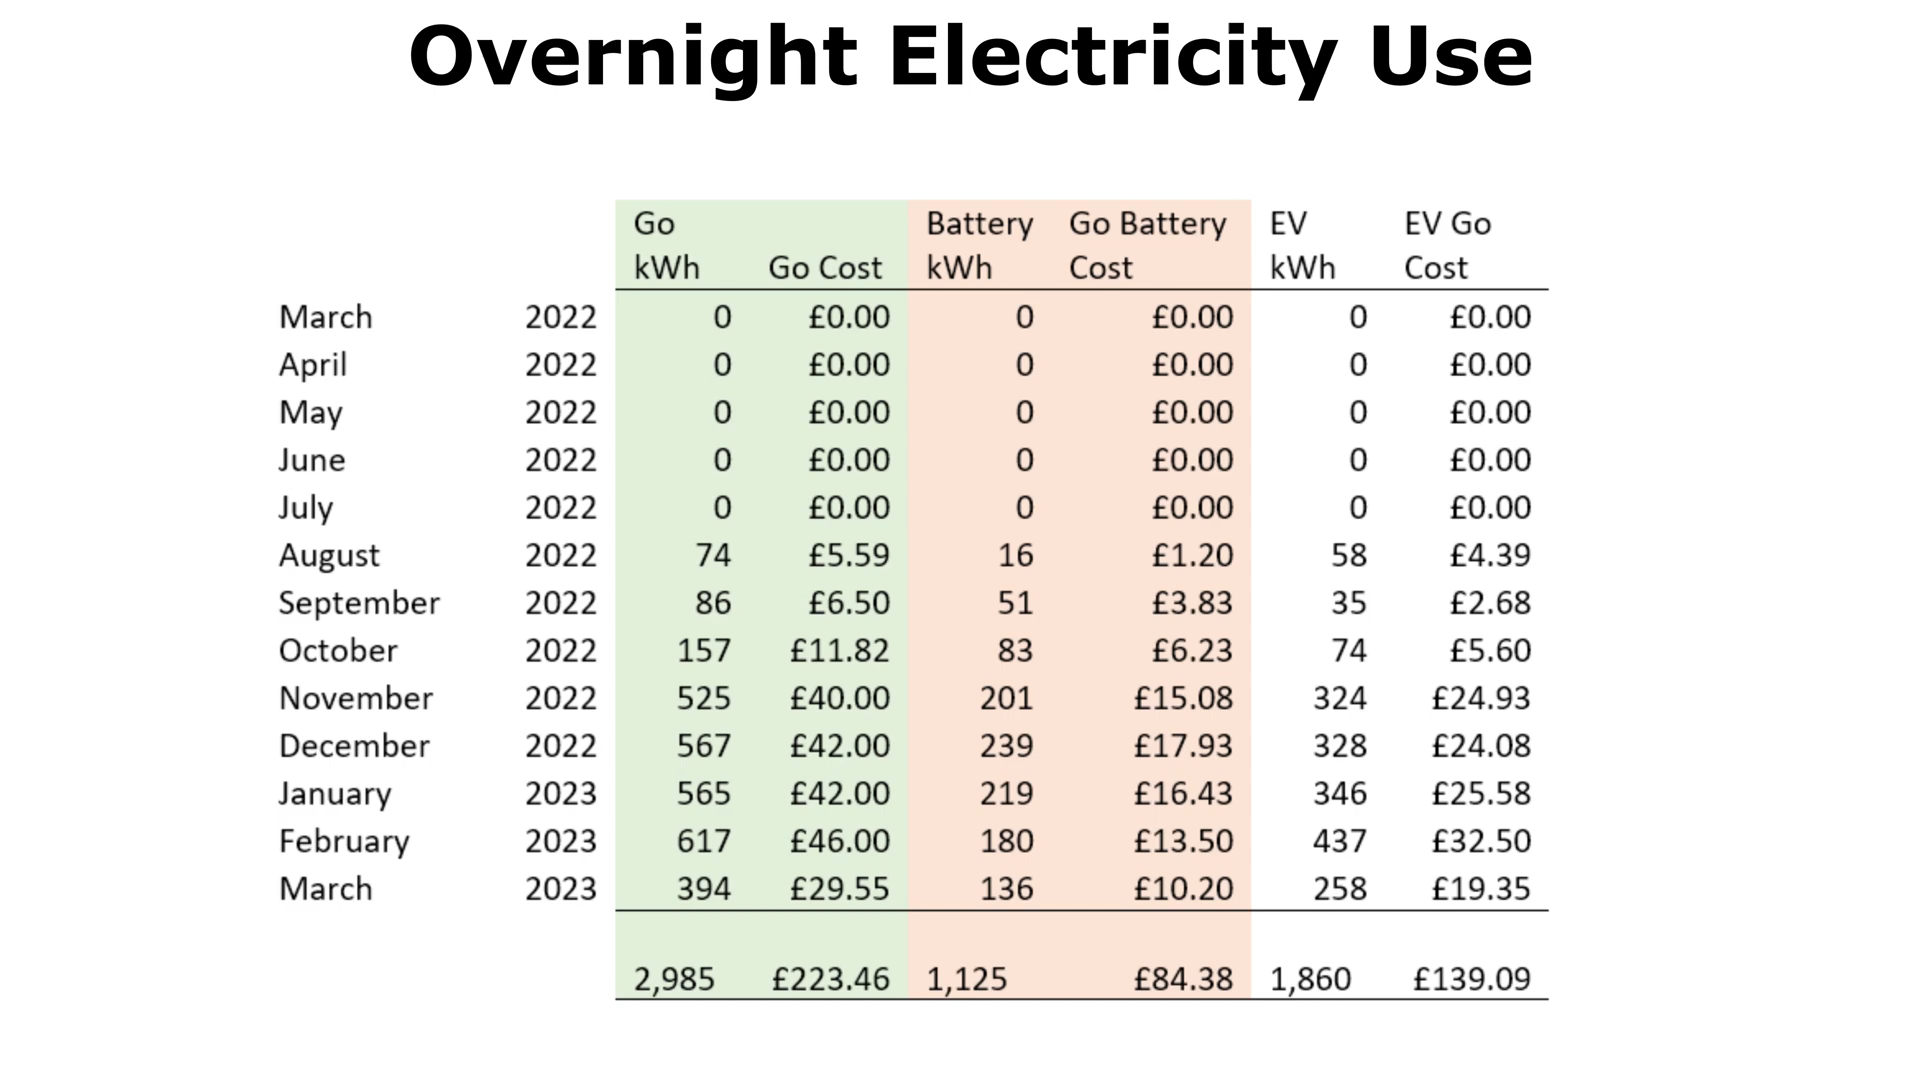 Overnight Electricity Use
Go Battery Go Battery EV EV Go
kWh Go Cost kWh Cost kWh Cost
March 2022 0 £0.00 0 £0.00 0 £0.00
April 2022 0 £0.00 0 £0.00 0 £0.00
May 2022 0 £0.00 0 £0.00 0 £0.00
June 2022 0 £0.00 0 £0.00 0 £0.00
July 2022 0 £0.00 0 £0.00 0 £0.00
August 2022 74 £5.59 16 £1.20 58 £4.39
September 2022 86 £6.50 51 £3.83 35 £2.68
October 2022 157 £11.82 83 £6.23 74 £5.60
November 2022 525 £40.00 201 £15.08 324 £24.93
December 2022 567 £42.00 239 £17.93 328 £24.08
January 2023 565 £42.00 219 £16.43 346 £25.58
February 2023 617 £46.00 180 £13.50 437 £32.50
March 2023 394 £29.55 136 £10.20 258 £19.35
2,985 £223.46 1,125 £84.38 1,860 £139.09